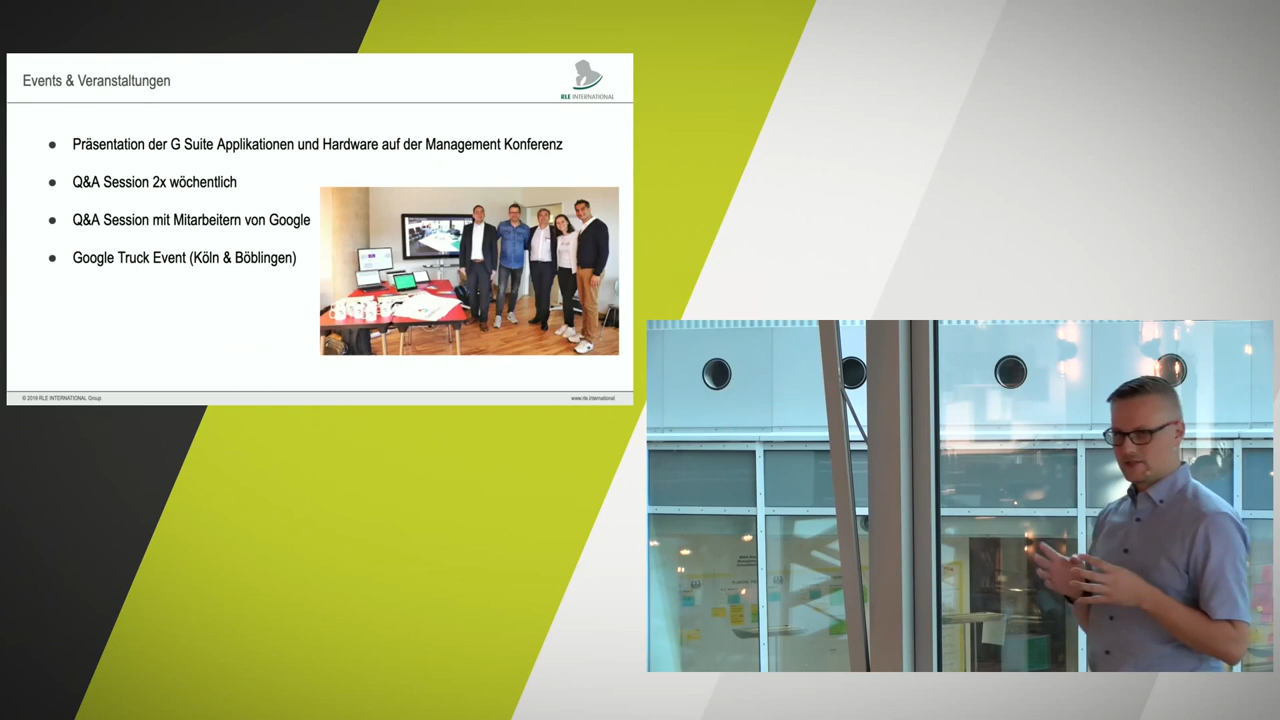 Events & Veranstaltungen
RLE INTERNATIONAL
● Präsentation der G Suite Applikationen und Hardware auf der Management Konferenz
● Q&A Session 2x wöchentlich
● Q&A Session mit Mitarbeitern von Google
● Google Truck Event (Köln & Böblingen)
© 2019 RLE INTERNATIONAL Group
www.rle.international